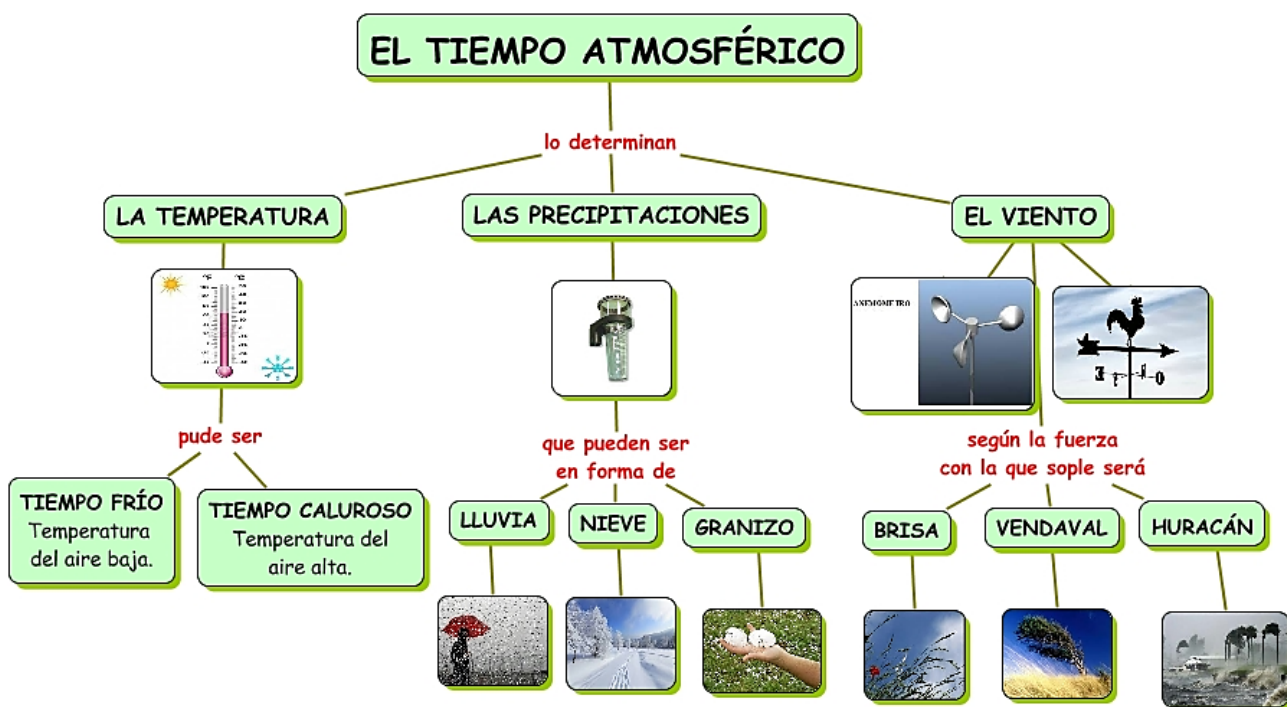 EL TIEMPO ATMOSFÉRICO
lo determinan
LA TEMPERATURA
LAS PRECIPITACIONES
EL VIENTO
ANEMOMETRO
E
O
pude ser
que pueden ser
en forma de
según la fuerza
con la que sople será
TIEMPO FRÍO
Temperatura
del aire baja.
TIEMPO CALUROSO
Temperatura del
aire alta.
LLUVIA
NIEVE
GRANIZO
BRISA
VENDAVAL
HURACÁN